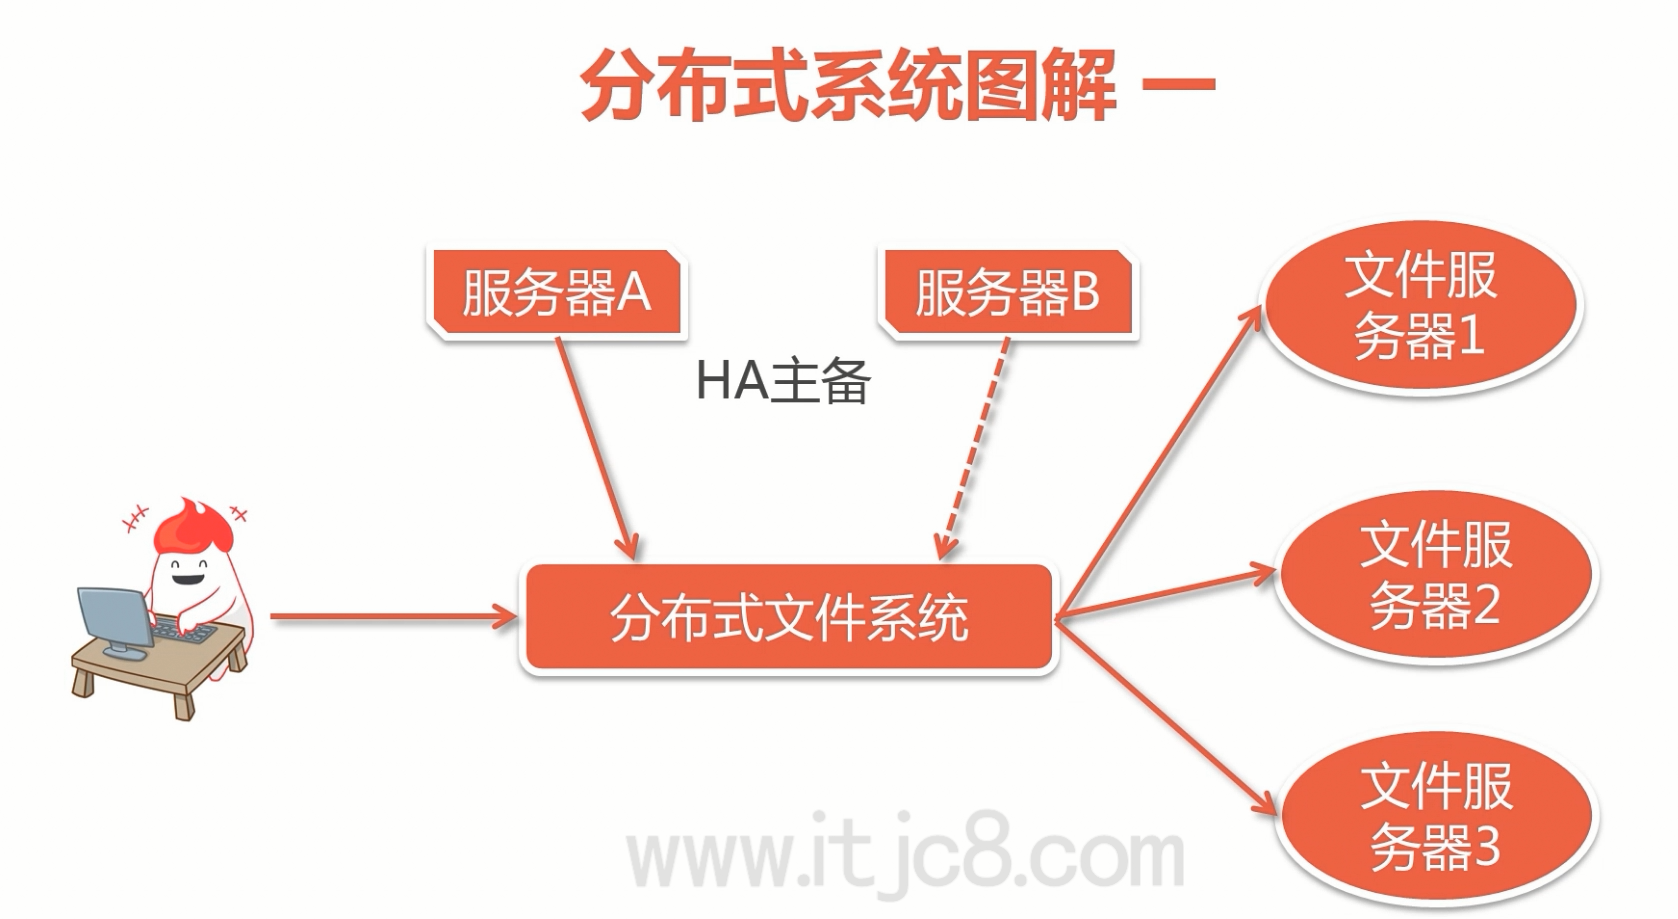 分布式系统图解 一
服务器A
服务器B
HA主备
文件服
务器1
文件服
务器2
分布式文件系统
文件服
务器3
www.itjc8.com